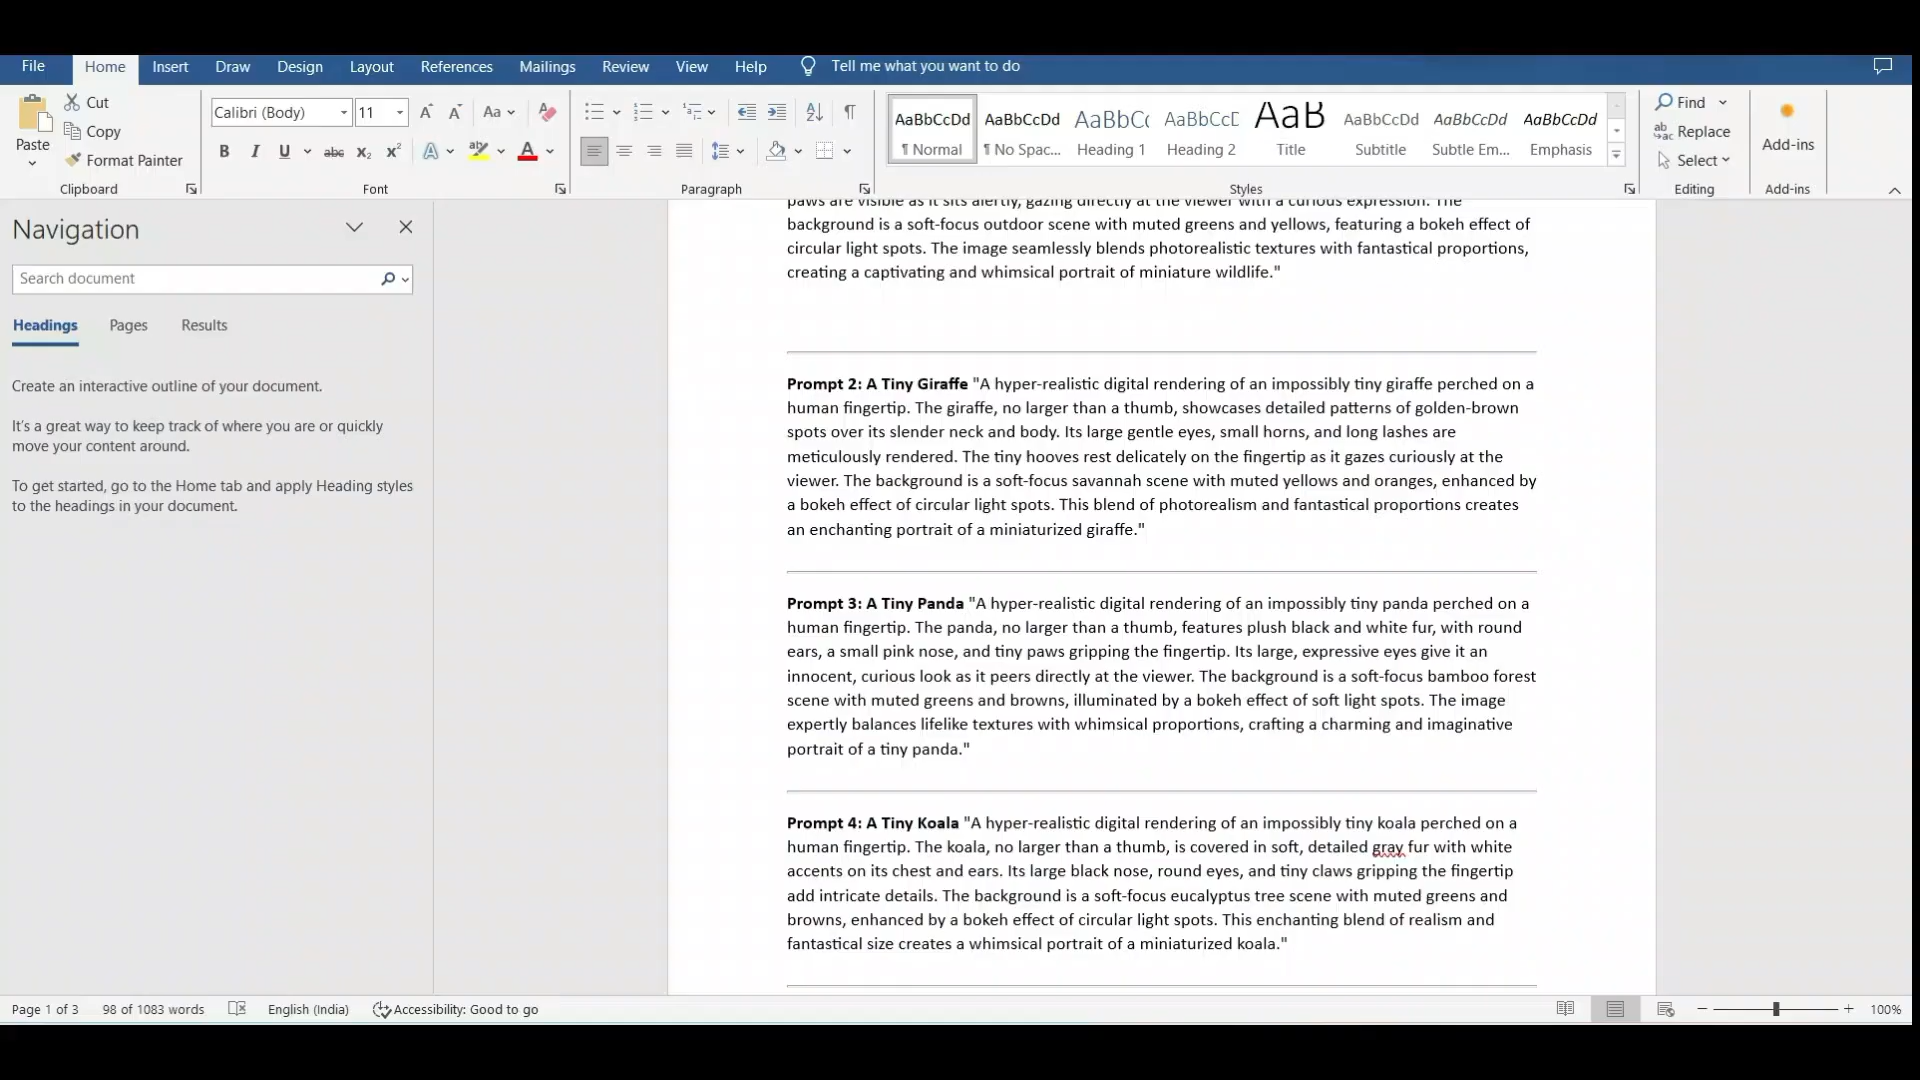 File Home Insert Draw Design Layout References Mailings Review View Help Tell me what you want to do
Paste
Cut
Copy
Format Painter
Clipboard
Calibri (Body) 11
Font
Paragraph
AaBbCcDd AaBbCcDd AaBbCc AaBbCcE AaB AaBbCcDd AaBbCcDd AaBbCcDd
¶ Normal ¶ No Spac... Heading 1 Heading 2 Title Subtitle Subtle Em... Emphasis
Styles
Find
Replace
Select
Editing
Add-ins
Add-ins
Navigation
Search document
Headings Pages Results
Create an interactive outline of your document.
It's a great way to keep track of where you are or quickly
move your content around.
To get started, go to the Home tab and apply Heading styles
to the headings in your document.
paws are visible as it sits alertly, gazing directly at the viewer with a curious expression. The
background is a soft-focus outdoor scene with muted greens and yellows, featuring a bokeh effect of
circular light spots. The image seamlessly blends photorealistic textures with fantastical proportions,
creating a captivating and whimsical portrait of miniature wildlife."
Prompt 2: A Tiny Giraffe "A hyper-realistic digital rendering of an impossibly tiny giraffe perched on a
human fingertip. The giraffe, no larger than a thumb, showcases detailed patterns of golden-brown
spots over its slender neck and body. Its large gentle eyes, small horns, and long lashes are
meticulously rendered. The tiny hooves rest delicately on the fingertip as it gazes curiously at the
viewer. The background is a soft-focus savannah scene with muted yellows and oranges, enhanced by
a bokeh effect of circular light spots. This blend of photorealism and fantastical proportions creates
an enchanting portrait of a miniaturized giraffe."
Prompt 3: A Tiny Panda "A hyper-realistic digital rendering of an impossibly tiny panda perched on a
human fingertip. The panda, no larger than a thumb, features plush black and white fur, with round
ears, a small pink nose, and tiny paws gripping the fingertip. Its large, expressive eyes give it an
innocent, curious look as it peers directly at the viewer. The background is a soft-focus bamboo forest
scene with muted greens and browns, illuminated by a bokeh effect of soft light spots. The image
expertly balances lifelike textures with whimsical proportions, crafting a charming and imaginative
portrait of a tiny panda."
Prompt 4: A Tiny Koala "A hyper-realistic digital rendering of an impossibly tiny koala perched on a
human fingertip. The koala, no larger than a thumb, is covered in soft, detailed gray fur with white
accents on its chest and ears. Its large black nose, round eyes, and tiny claws gripping the fingertip
add intricate details. The background is a soft-focus eucalyptus tree scene with muted greens and
browns, enhanced by a bokeh effect of circular light spots. This enchanting blend of realism and
fantastical size creates a whimsical portrait of a miniaturized koala."
Page 1 of 3 98 of 1083 words English (India) Accessibility: Good to go 100%